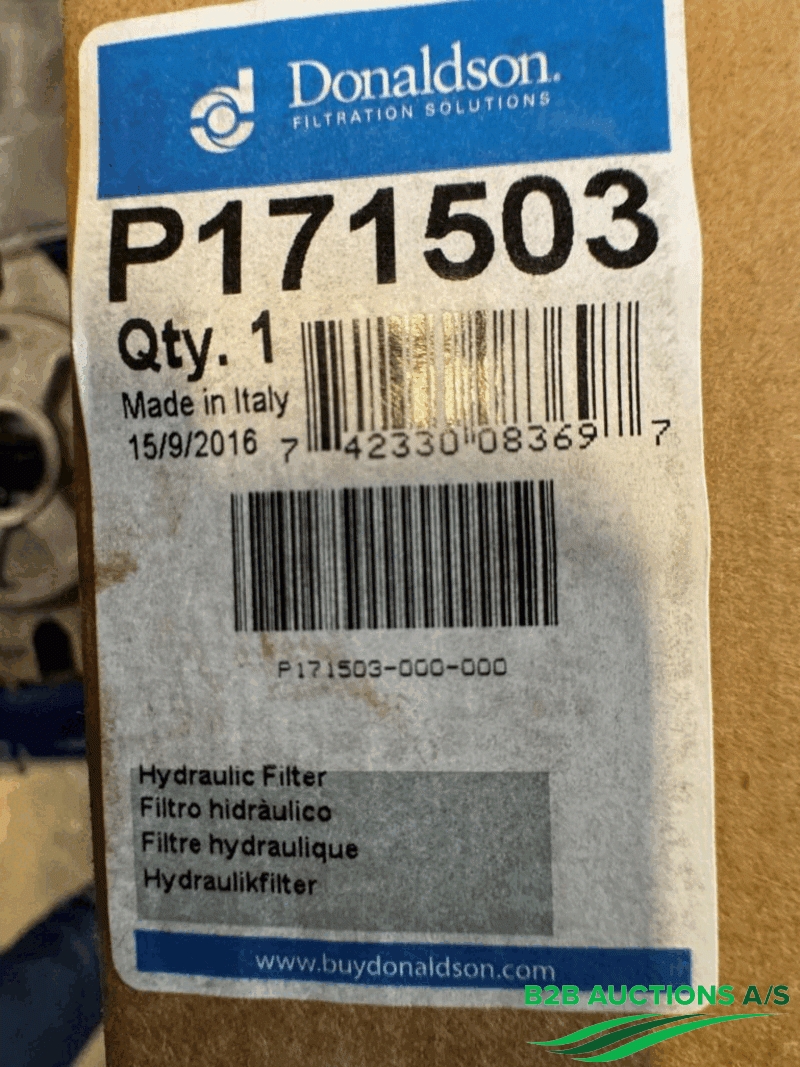 Donaldson.
FILTRATION SOLUTIONS
P171503
Qty. 1
Made in Italy
15/9/2016
7 42330 08369 7
P171503-000-000
Hydraulic Filter
Filtro hidràulico
Filtre hydraulique
Hydraulikfilter
www.buydonaldson.com
B2B AUCTIONS A/S